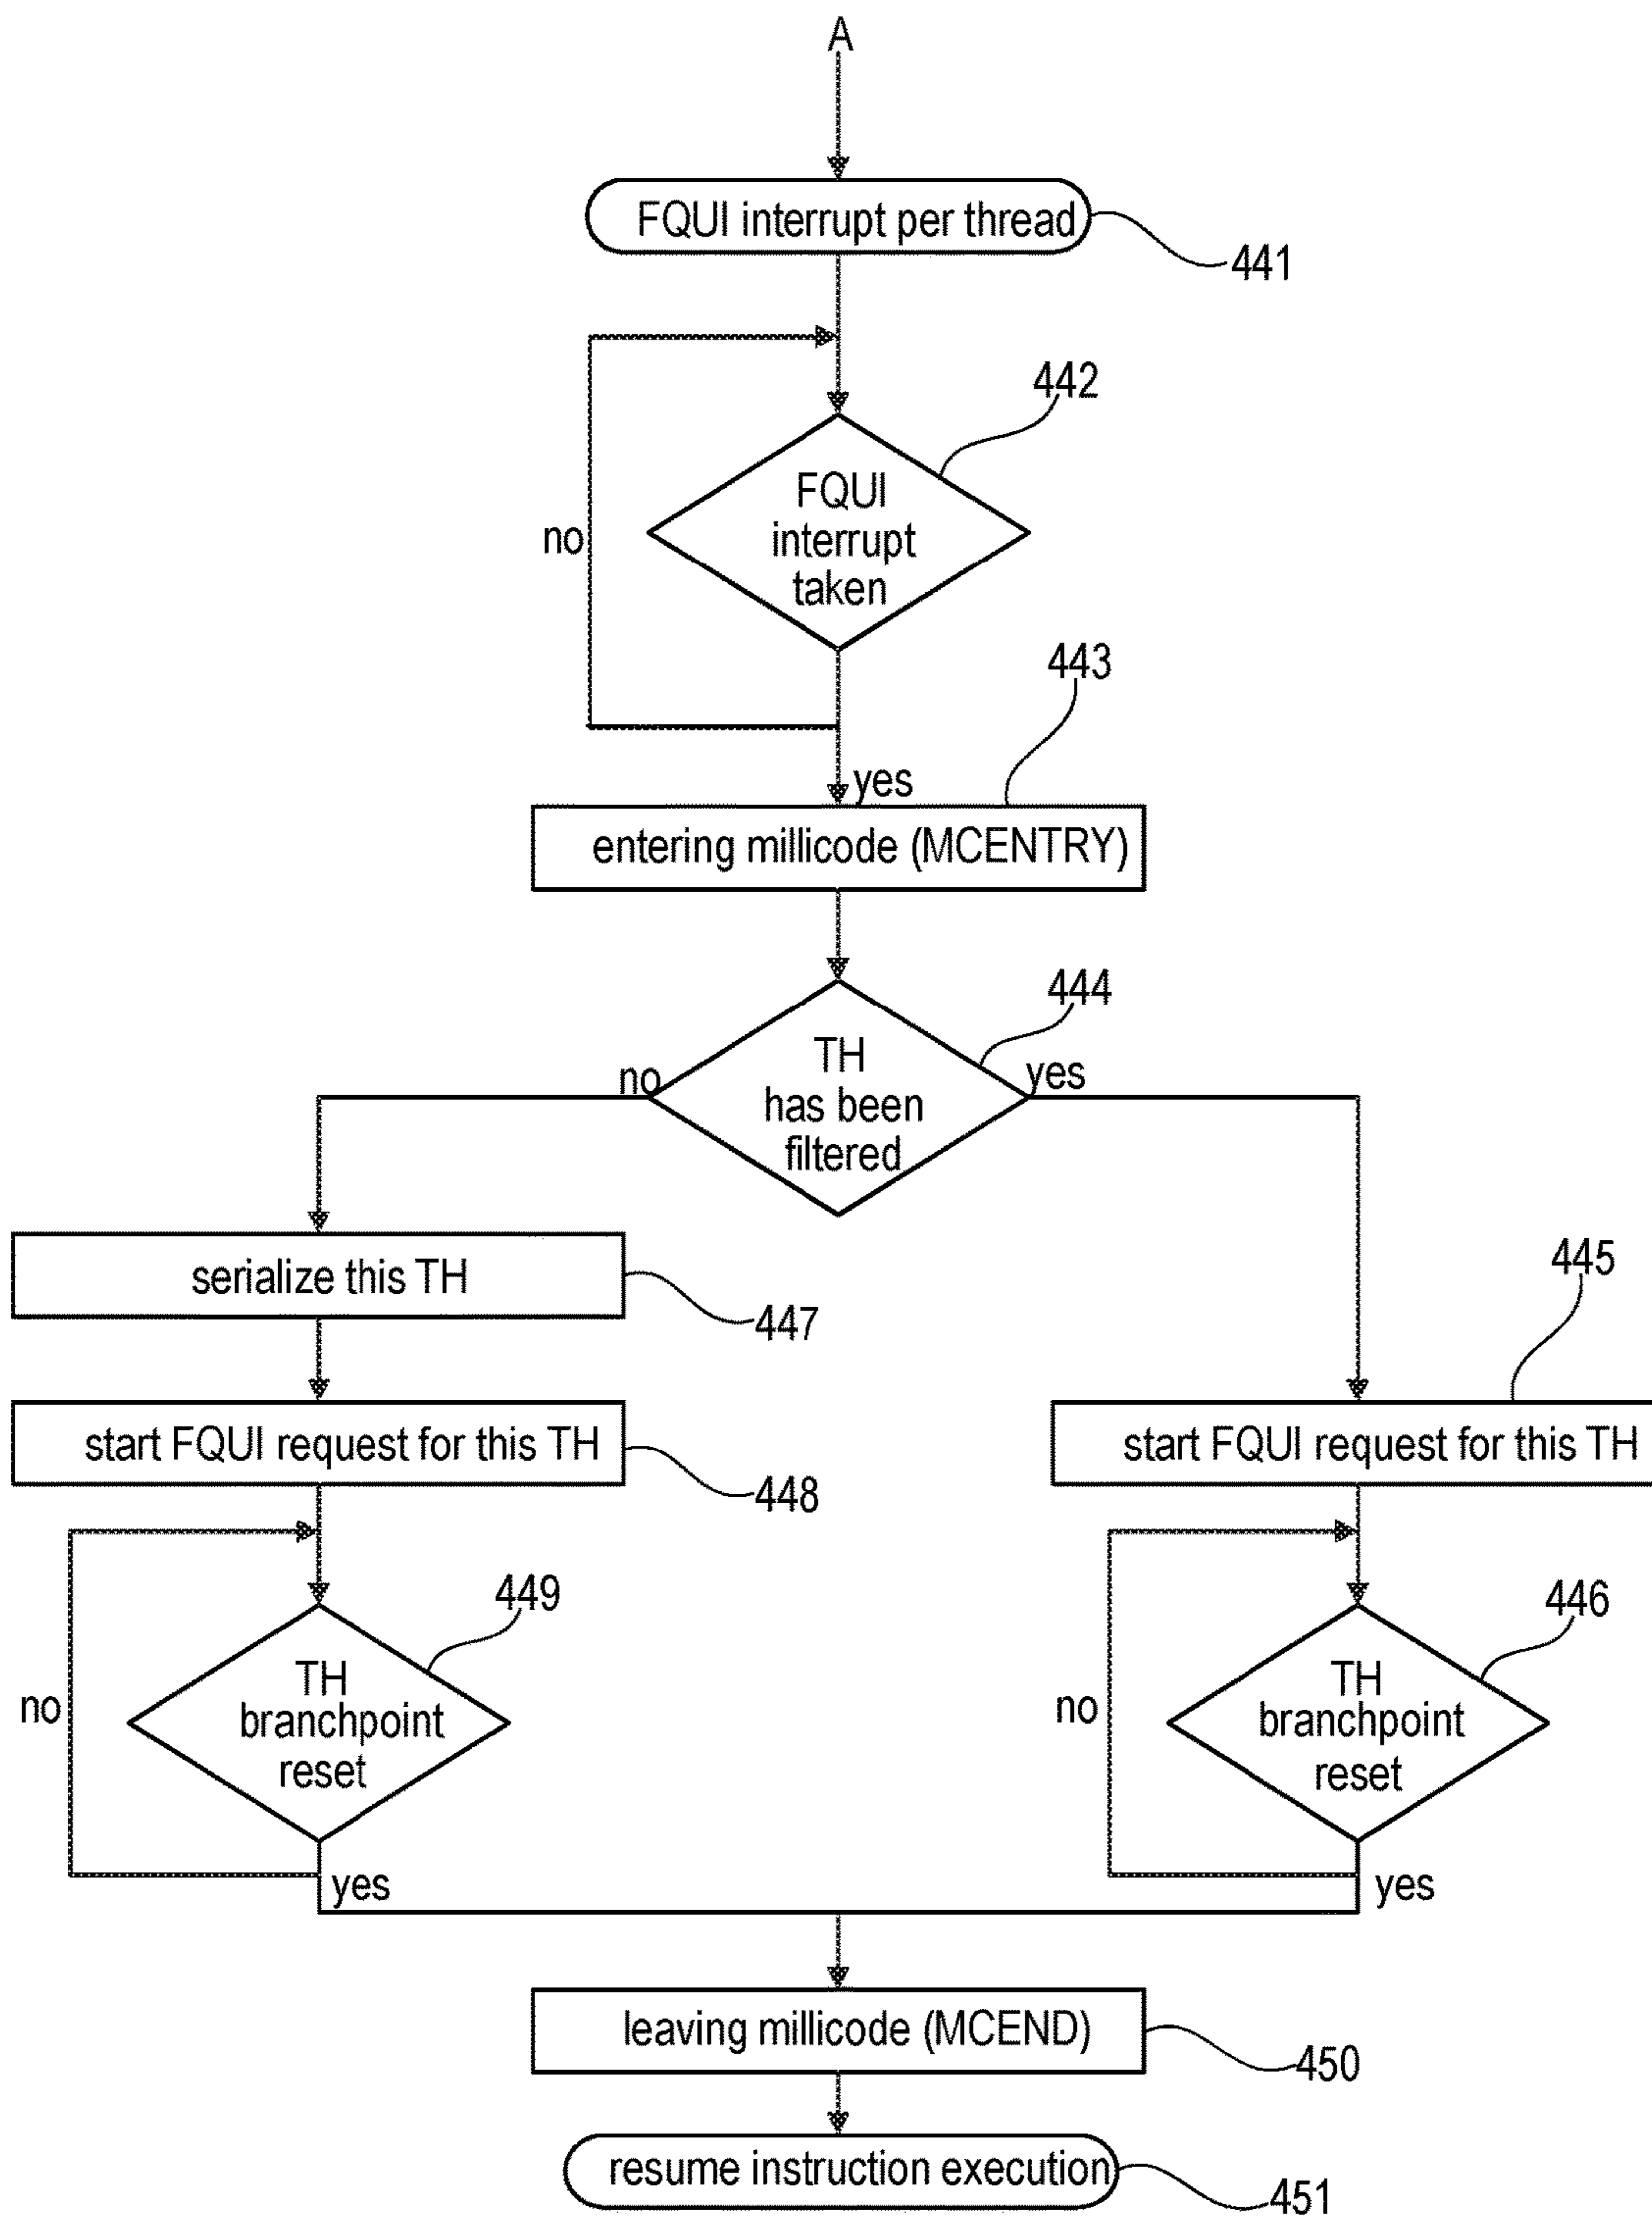 A
FQUI interrupt per thread
441
442
FQUI
interrupt
taken
no
443
yes
entering millicode (MCENTRY)
444
TH
has been
filtered
no
yes
serialize this TH
447
445
start FQUI request for this TH
448
start FQUI request for this TH
449
446
TH
branchpoint
reset
no
yes
TH
branchpoint
reset
no
yes
leaving millicode (MCEND)
450
resume instruction execution
451